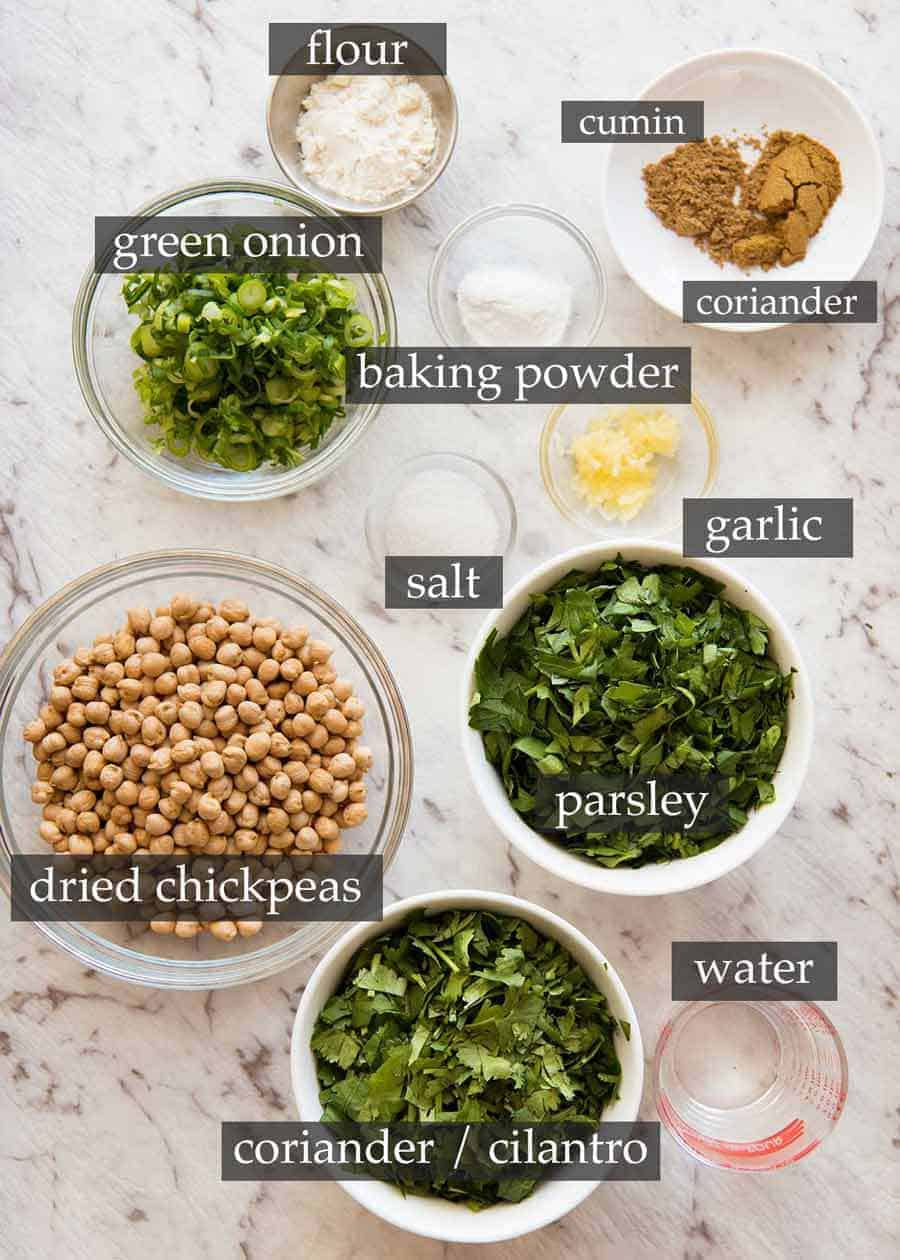 flour
cumin
green onion
coriander
baking powder
garlic
salt
parsley
dried chickpeas
water
coriander / cilantro